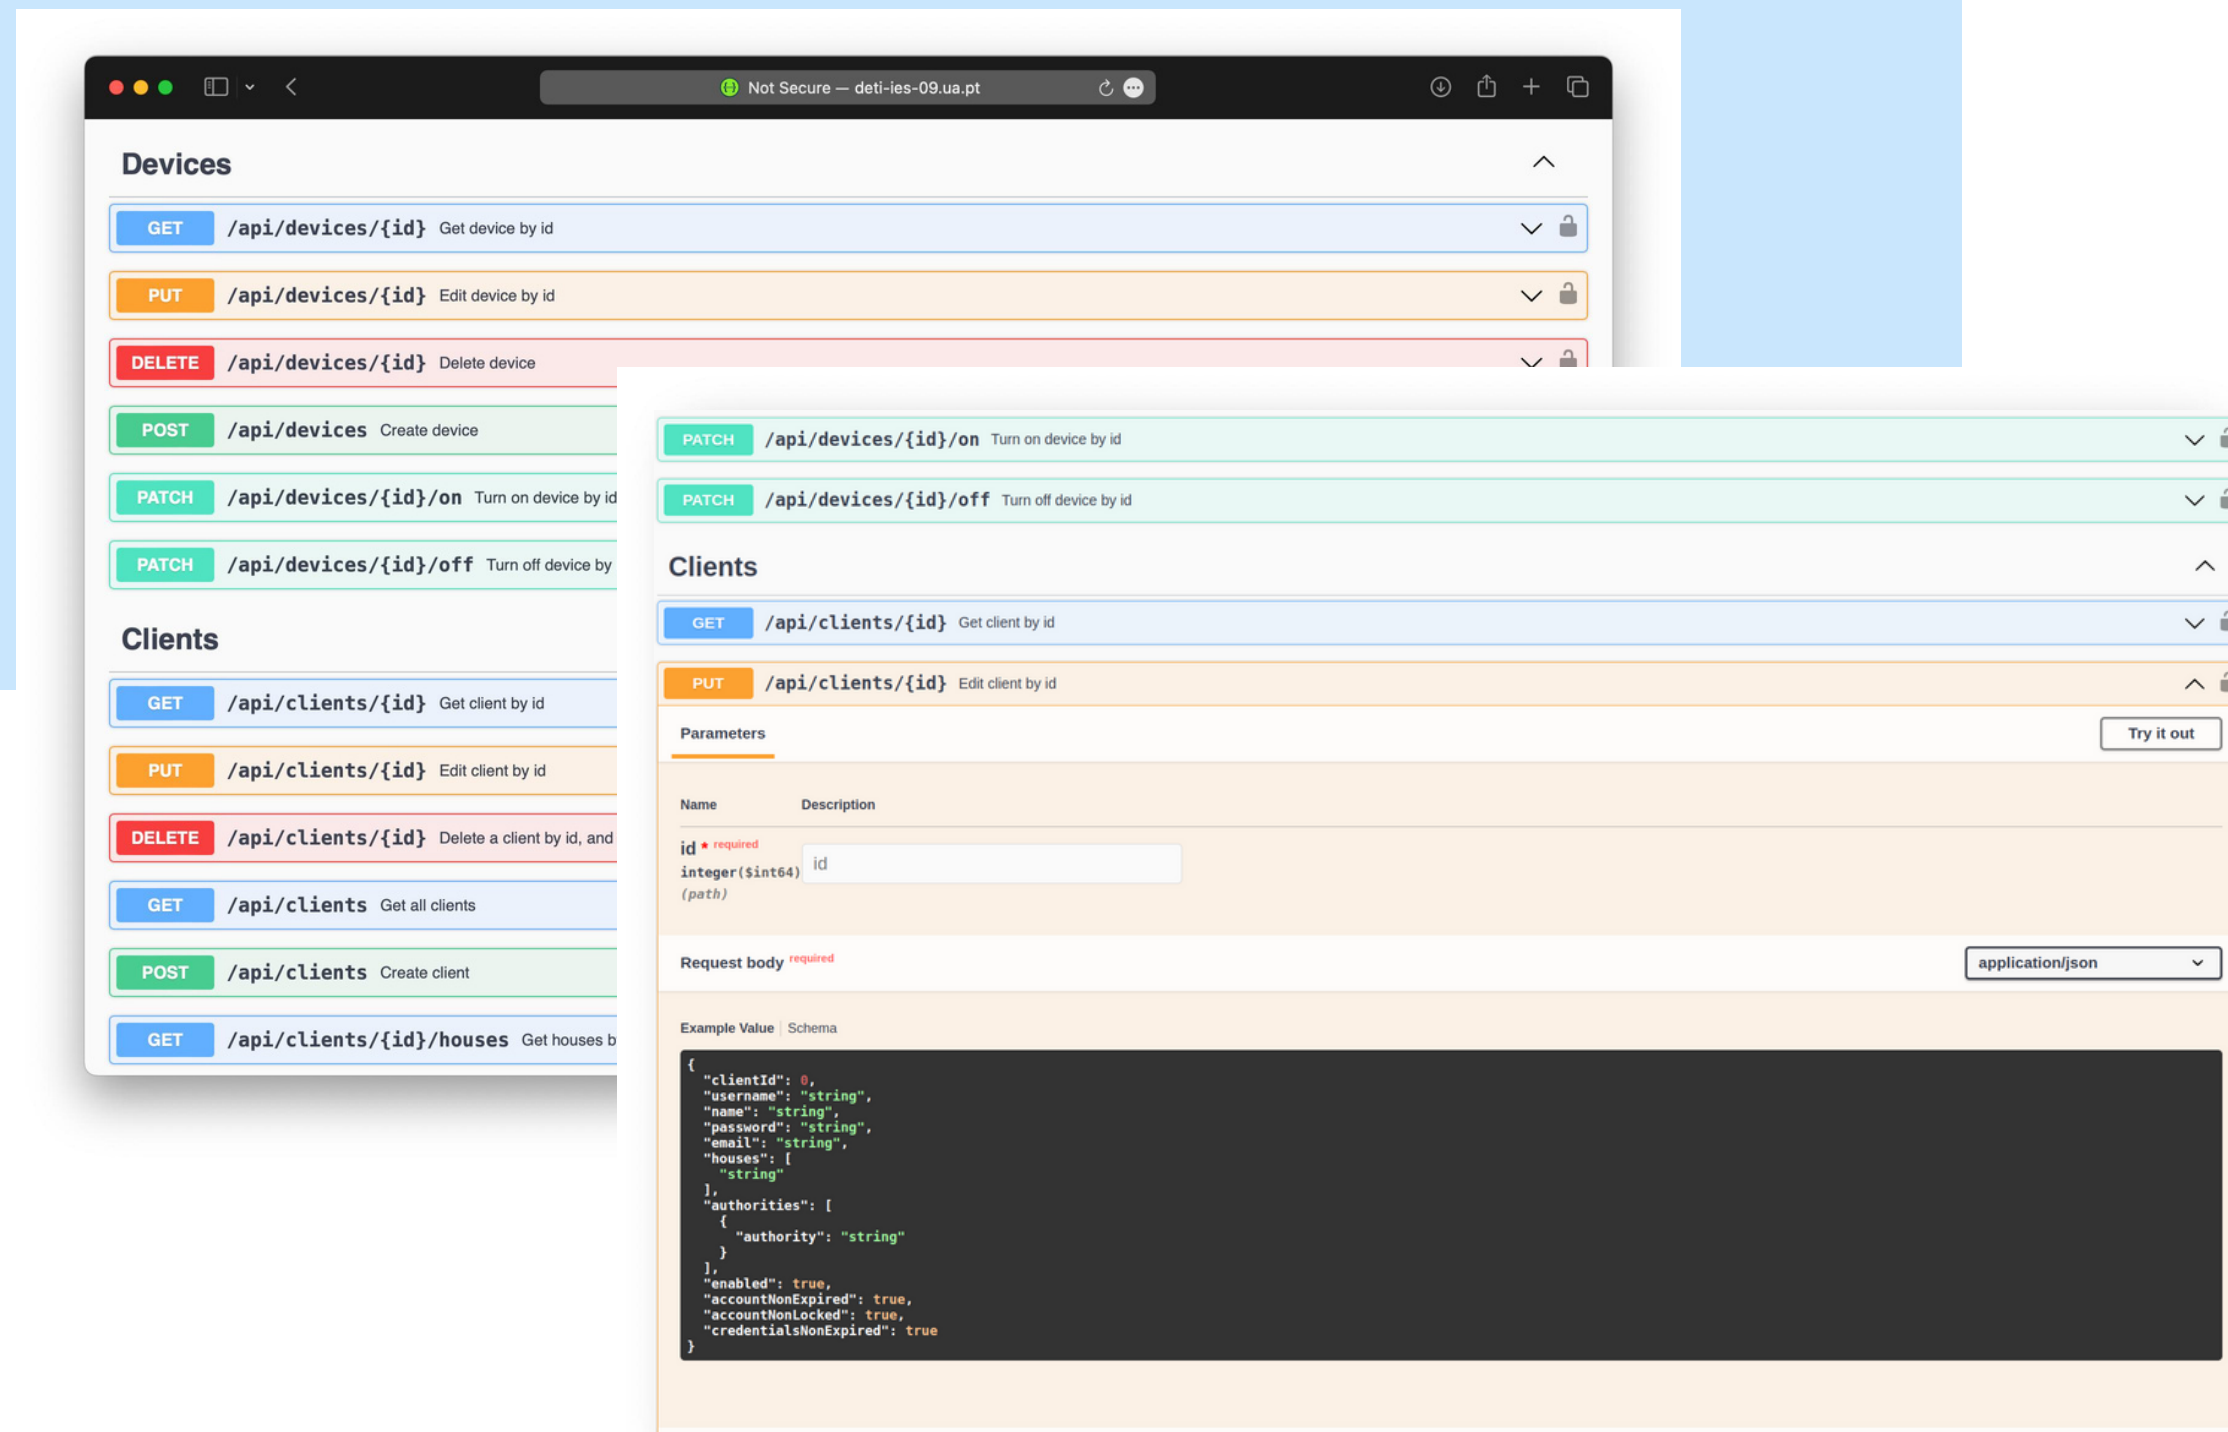 Not Secure — deti-ies-09.ua.pt
Devices
GET /api/devices/{id} Get device by id
PUT /api/devices/{id} Edit device by id
DELETE /api/devices/{id} Delete device
POST /api/devices Create device
PATCH /api/devices/{id}/on Turn on device by id
PATCH /api/devices/{id}/off Turn off device by
Clients
GET /api/clients/{id} Get client by id
PUT /api/clients/{id} Edit client by id
DELETE /api/clients/{id} Delete a client by id, and
GET /api/clients Get all clients
POST /api/clients Create client
GET /api/clients/{id}/houses Get houses
PATCH /api/devices/{id}/on Turn on device by id
PATCH /api/devices/{id}/off Turn off device by id
Clients
GET /api/clients/{id} Get client by id
PUT /api/clients/{id} Edit client by id
Parameters Try it out
Name Description
id * required
integer($int64) id
(path)
Request body required application/json
Example Value Schema
{
"clientId": 0,
"username": "string",
"name": "string",
"password": "string",
"email": "string",
"houses": [
"string"
],
"authorities": [
{
"authority": "string"
}
],
"enabled": true,
"accountNonExpired": true,
"accountNonLocked": true,
"credentialsNonExpired": true
}